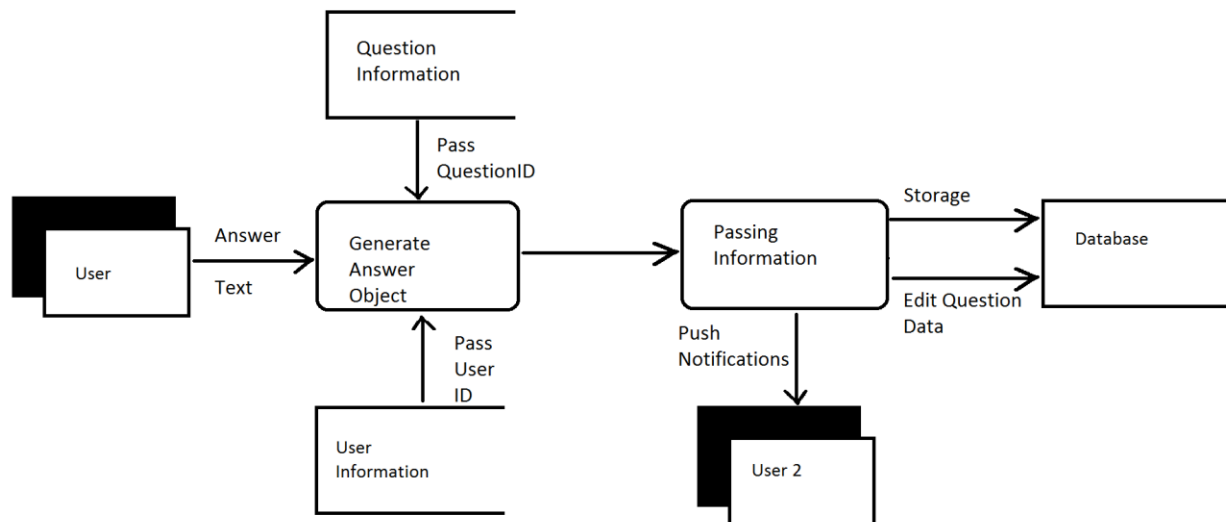 Question
Information
Pass
QuestionID
User
Answer
Text
Generate
Answer
Object
Passing
Information
Storage
Edit Question
Data
Database
Pass
User
ID
Push
Notifications
User
Information
User 2